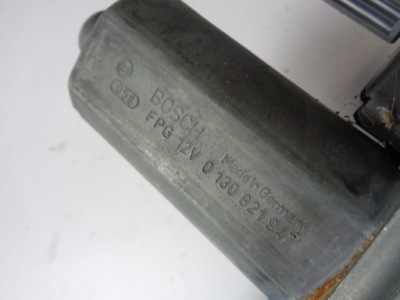 BOSCH
Made in Germany
FPG 12V 0 130 821 947